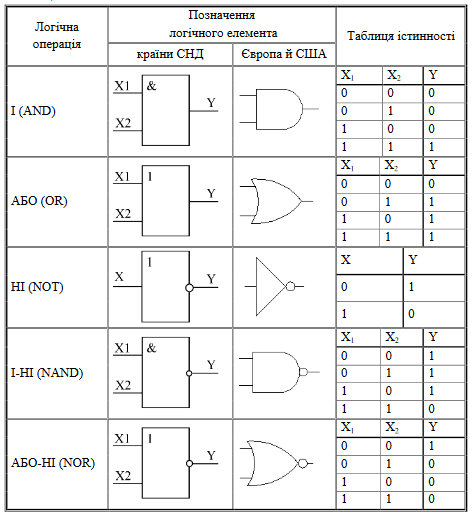 Логічна операція
Позначення логічного елемента
Таблиця істинності
країни СНД
Європа й США
І (AND)
X1 & Y
X2
X₁ X₂ Y
0 0 0
0 1 0
1 0 0
1 1 1
АБО (OR)
X1 1 Y
X2
X₁ X₂ Y
0 0 0
0 1 1
1 0 1
1 1 1
НІ (NOT)
X 1 Y
X Y
0 1
1 0
І-НІ (NAND)
X1 & Y
X2
X₁ X₂ Y
0 0 1
0 1 1
1 0 1
1 1 0
АБО-НІ (NOR)
X1 1 Y
X2
X₁ X₂ Y
0 0 1
0 1 0
1 0 0
1 1 0